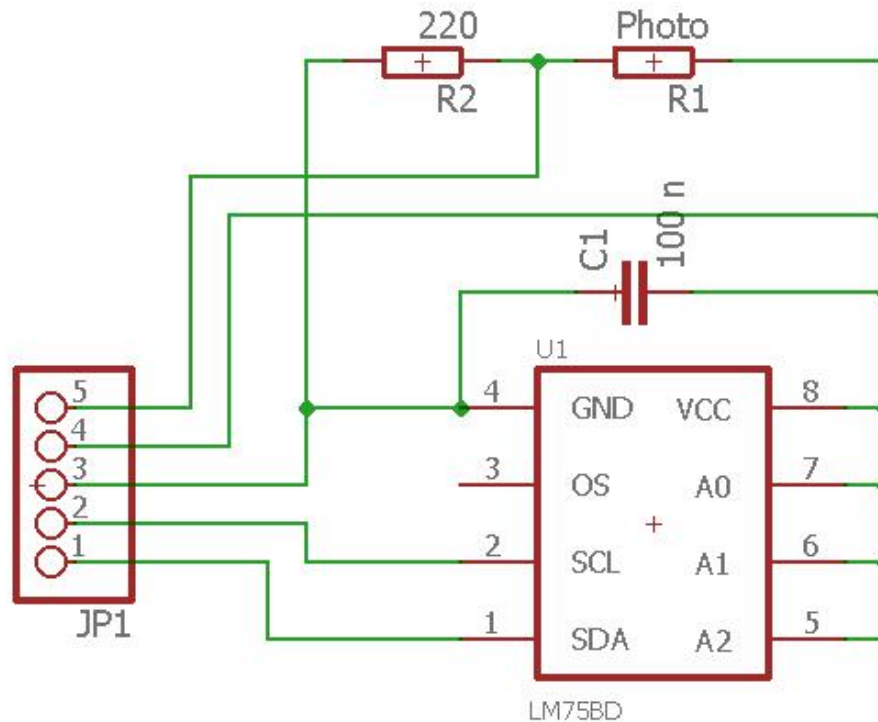 220
Photo
R2
R1
C1
100 n
U1
5
4
3
2
1
JP1
4
GND
VCC
8
3
OS
A0
7
2
SCL
A1
6
1
SDA
A2
5
LM75BD